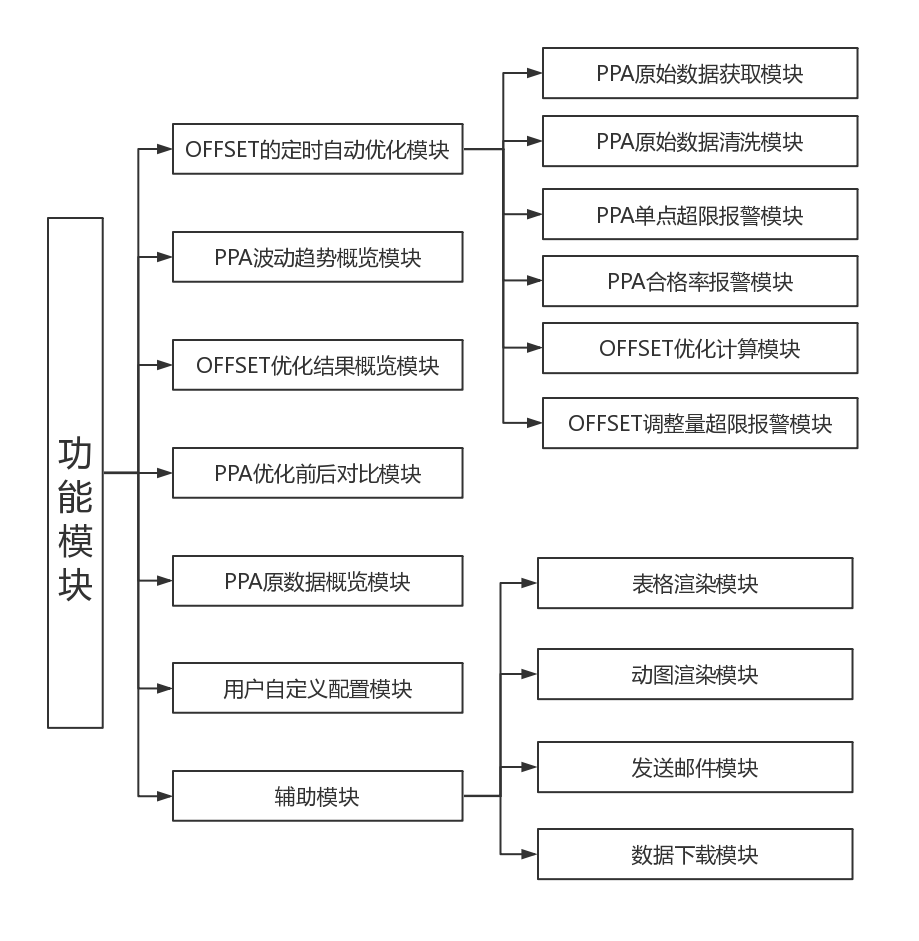 功能模块
OFFSET的定时自动优化模块
PPA波动趋势概览模块
OFFSET优化结果概览模块
PPA优化前后对比模块
PPA原数据概览模块
用户自定义配置模块
辅助模块
PPA原始数据获取模块
PPA原始数据清洗模块
PPA单点超限报警模块
PPA合格率报警模块
OFFSET优化计算模块
OFFSET调整量超限报警模块
表格渲染模块
动图渲染模块
发送邮件模块
数据下载模块